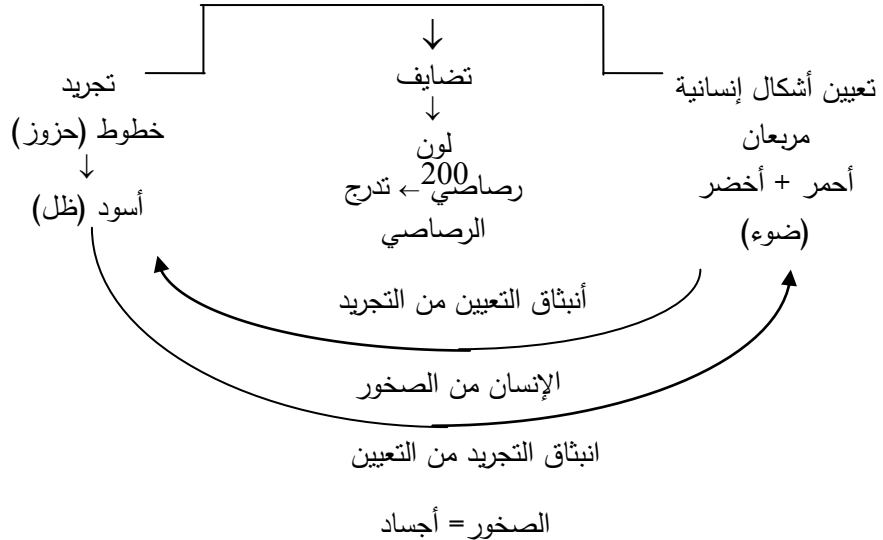 تضايف
تعيين أشكال إنسانية
مربعان
أحمر + أخضر
(ضوء)
لون
رصاصي ← تدرج
200
الرصاصي
تجريد
خطوط (حزوز)
أسود (ظل)
أنبثاق التعيين من التجريد
الإنسان من الصخور
انبثاق التجريد من التعيين
الصخور = أجساد